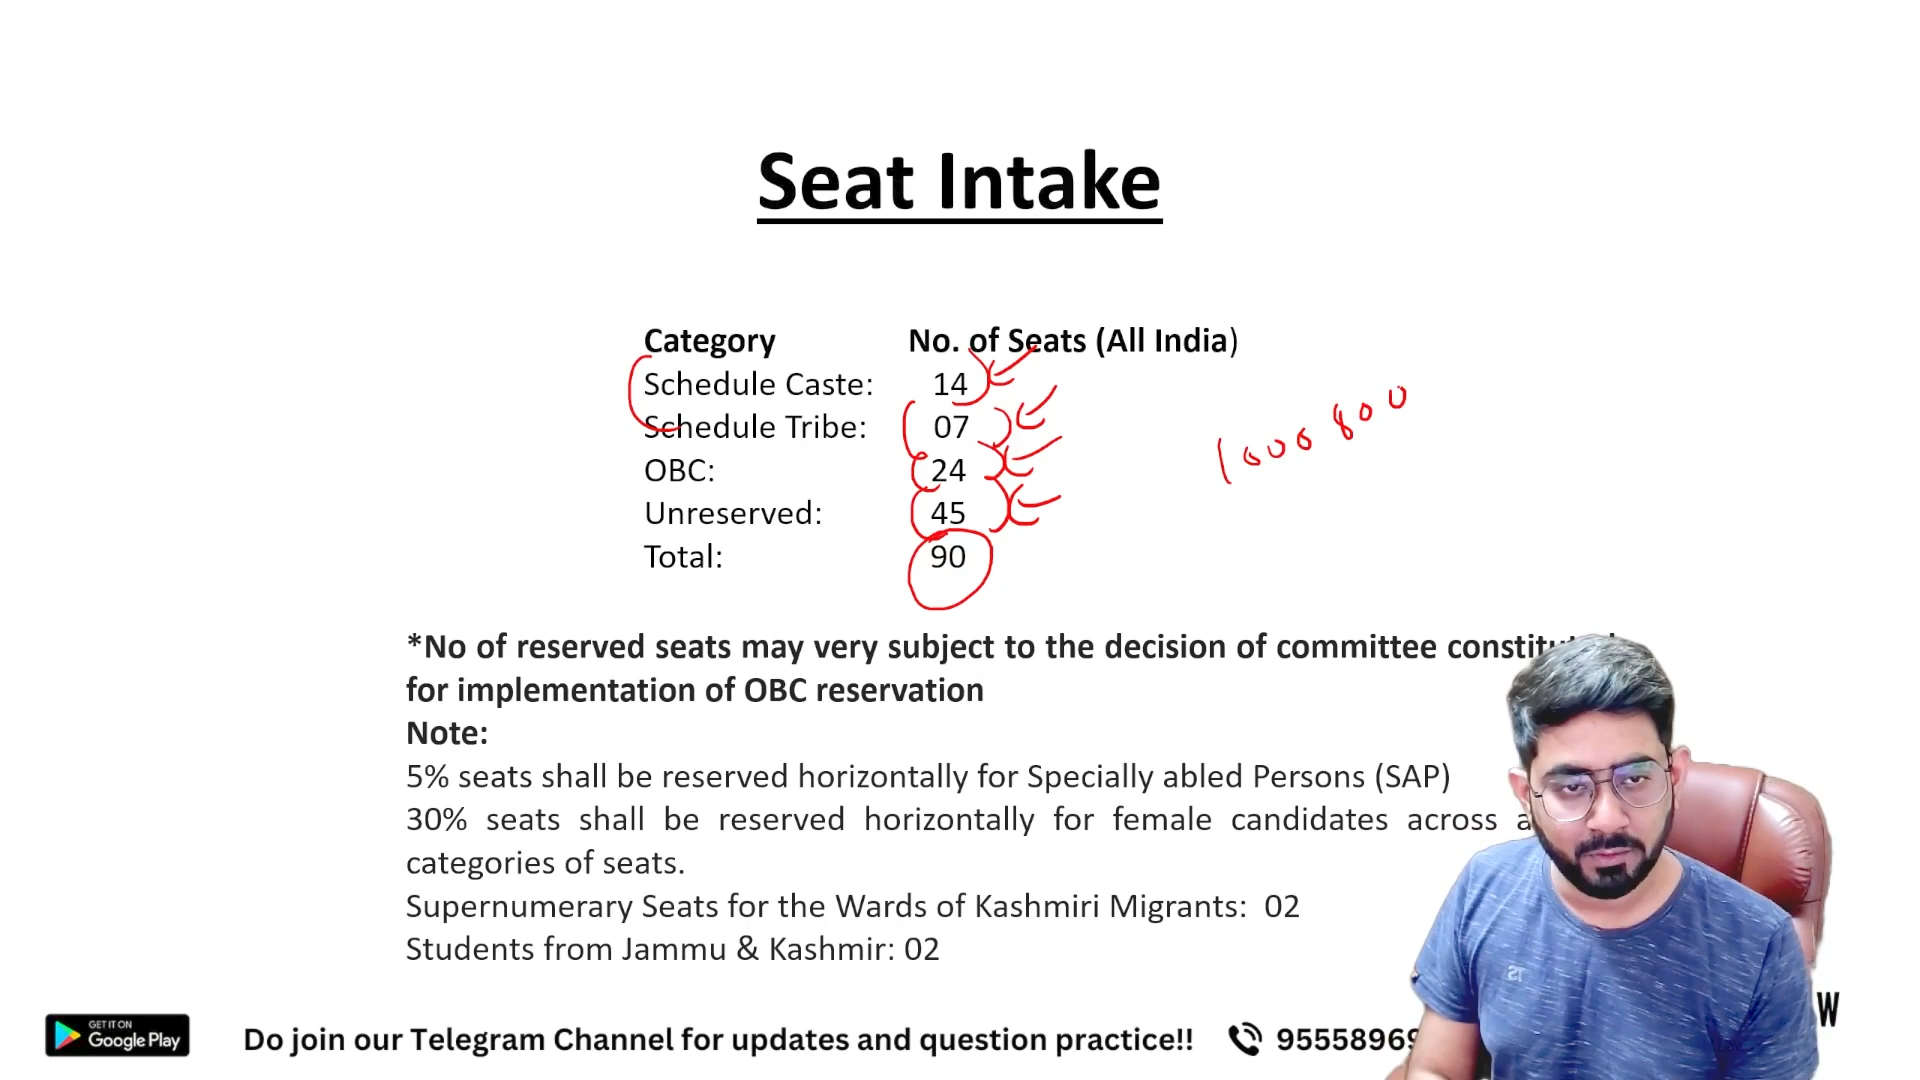 Seat Intake
Category No. of Seats (All India)
Schedule Caste: 14
Schedule Tribe: 07
OBC: 24
Unreserved: 45
Total: 90
1000 800
*No of reserved seats may very subject to the decision of committee
for implementation of OBC reservation
Note:
5% seats shall be reserved horizontally for Specially abled Persons (SAP)
30% seats shall be reserved horizontally for female candidates across
categories of seats.
Supernumerary Seats for the Wards of Kashmiri Migrants: 02
Students from Jammu & Kashmir: 02
GET IT ON
Google Play
Do join our Telegram Channel for updates and question practice!!